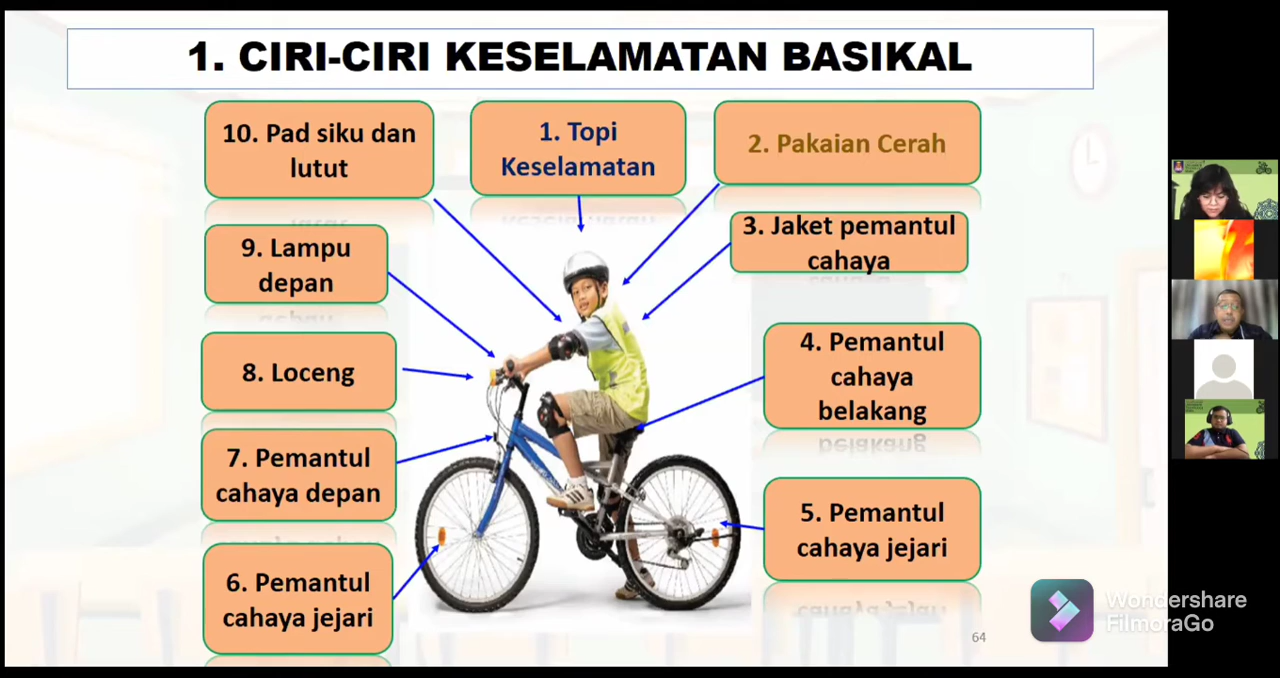 1. CIRI-CIRI KESELAMATAN BASIKAL
10. Pad siku dan
lutut
1. Topi
Keselamatan
2. Pakaian Cerah
9. Lampu
depan
3. Jaket pemantul
cahaya
8. Loceng
4. Pemantul
cahaya
belakang
7. Pemantul
cahaya depan
5. Pemantul
cahaya jejari
6. Pemantul
cahaya jejari
64
Wondershare
FilmoraGo